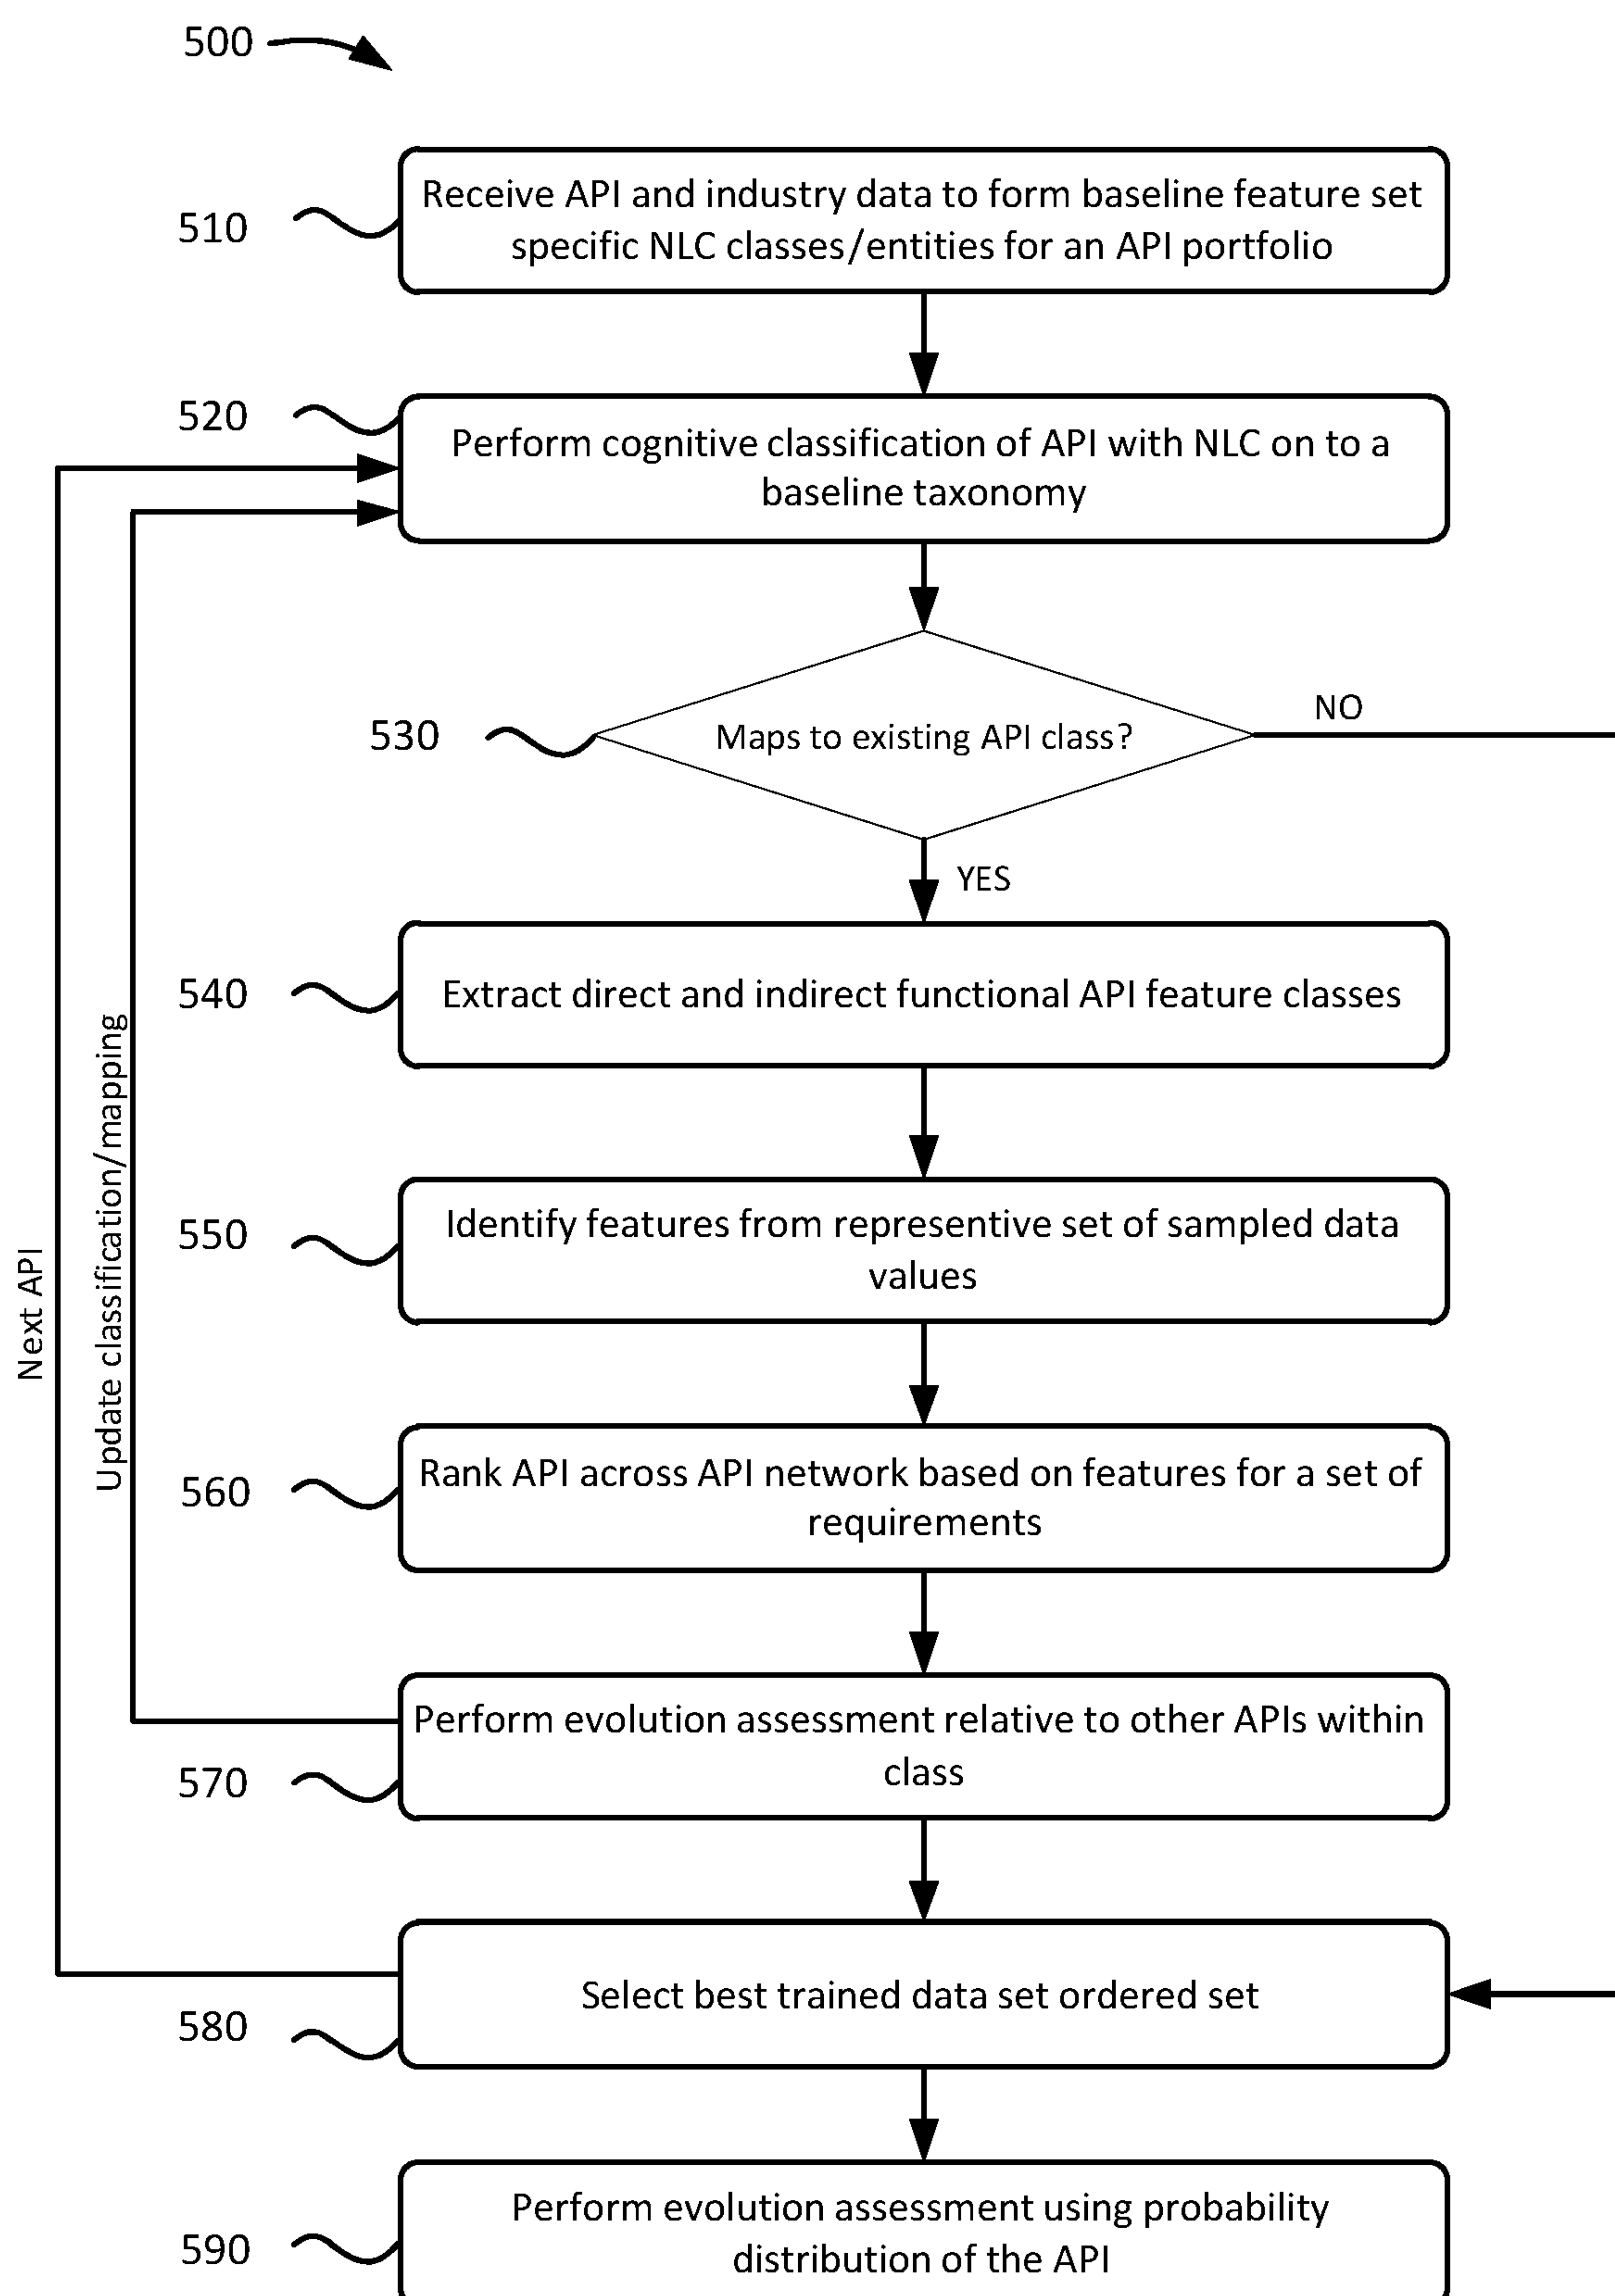 500
510
Receive API and industry data to form baseline feature set
specific NLC classes/entities for an API portfolio
520
Perform cognitive classification of API with NLC on to a
baseline taxonomy
530
Maps to existing API class?
NO
YES
540
Extract direct and indirect functional API feature classes
Next API
Update classification/mapping
550
Identify features from representive set of sampled data
values
560
Rank API across API network based on features for a set of
requirements
570
Perform evolution assessment relative to other APIs within
class
580
Select best trained data set ordered set
590
Perform evolution assessment using probability
distribution of the API